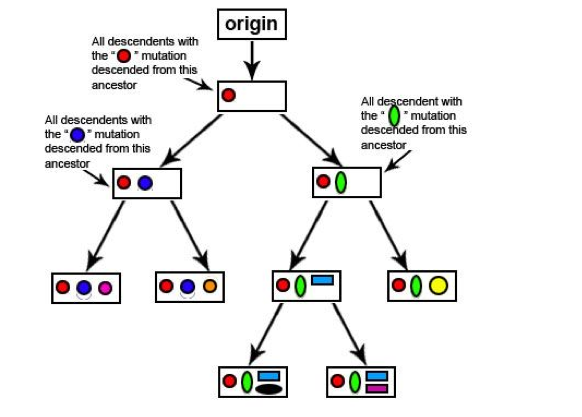 origin
All descendents with
the " " mutation
descended from this
ancestor
All descendents with
the " " mutation
descended from this
ancestor
All descendent with
the " " mutation
descended from this
ancestor